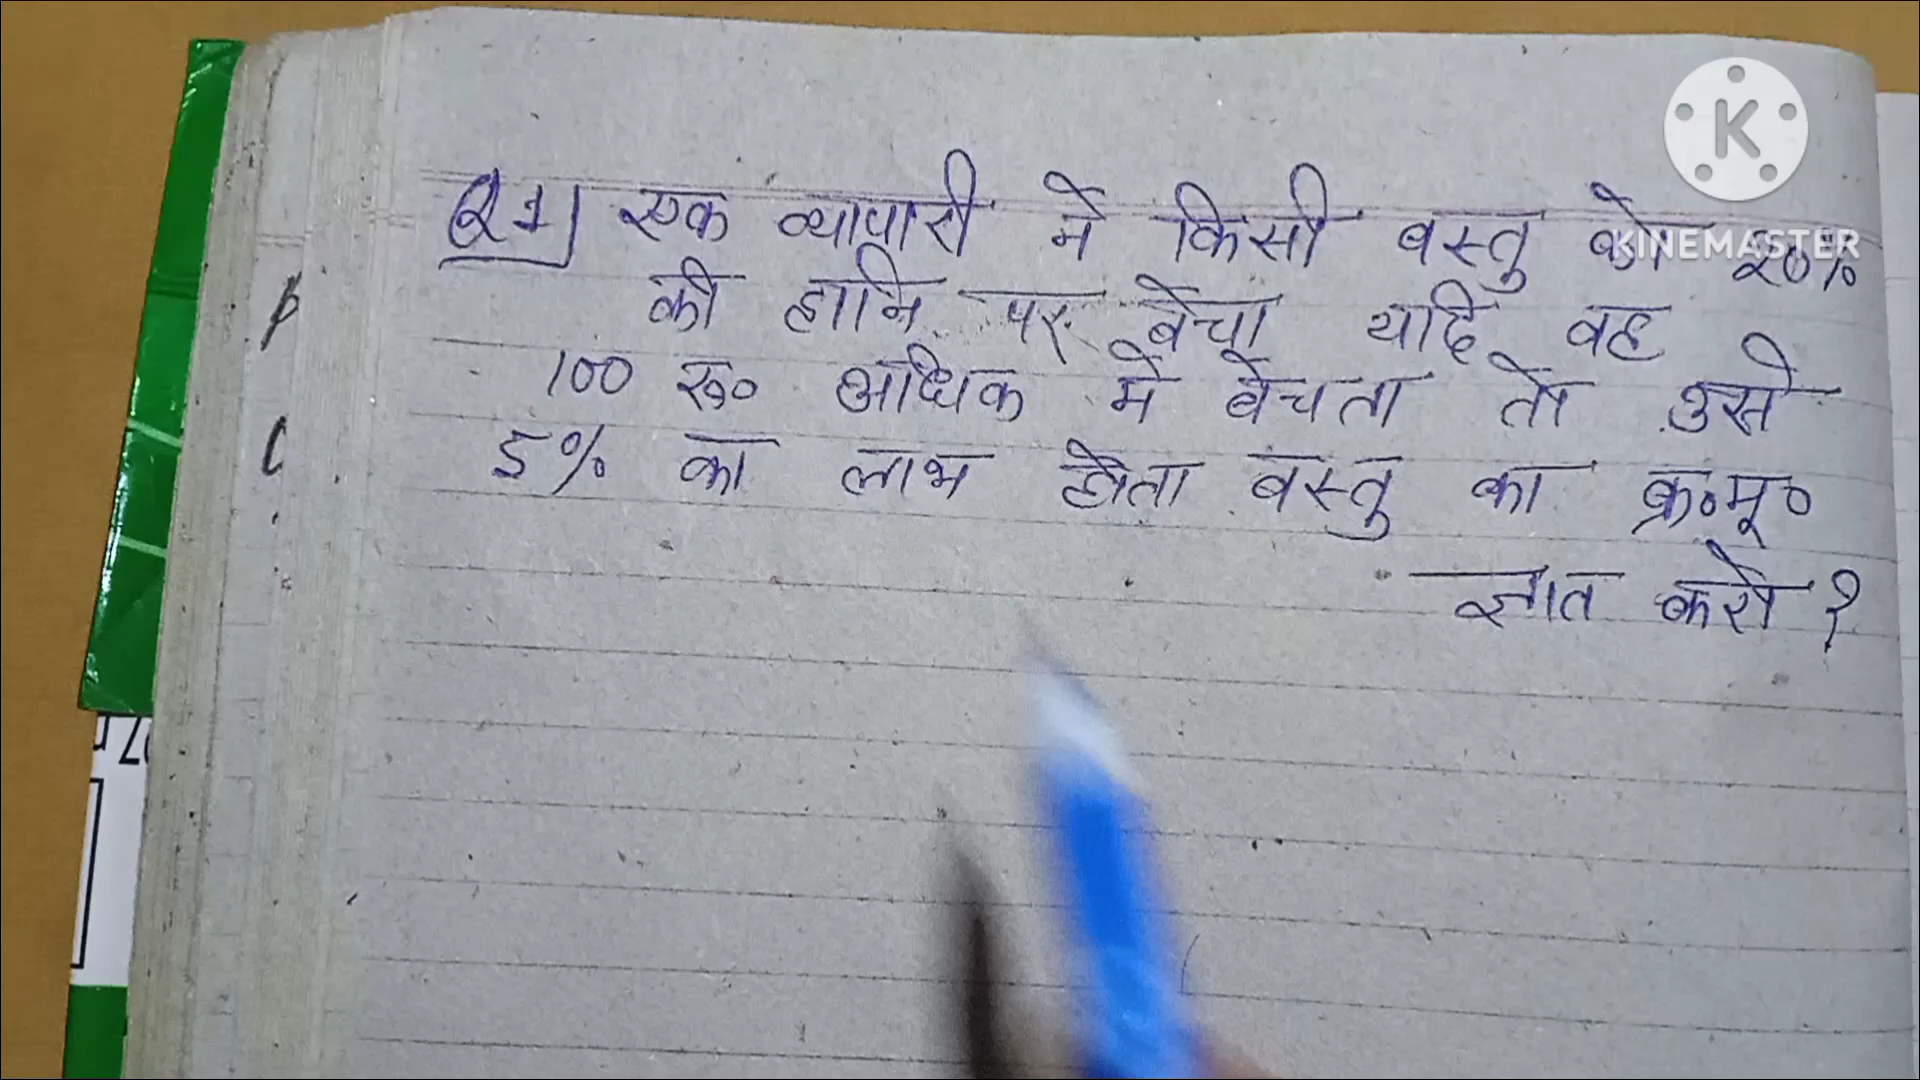 Q1] एक व्यापारी ने किसी वस्तु को 20%
की हानि पर बेचा यदि वह
100 रु० अधिक में बेचता तो उसे
5% का लाभ होता वस्तु का क्र०मू०
ज्ञात करो ?
K
KINEMASTER